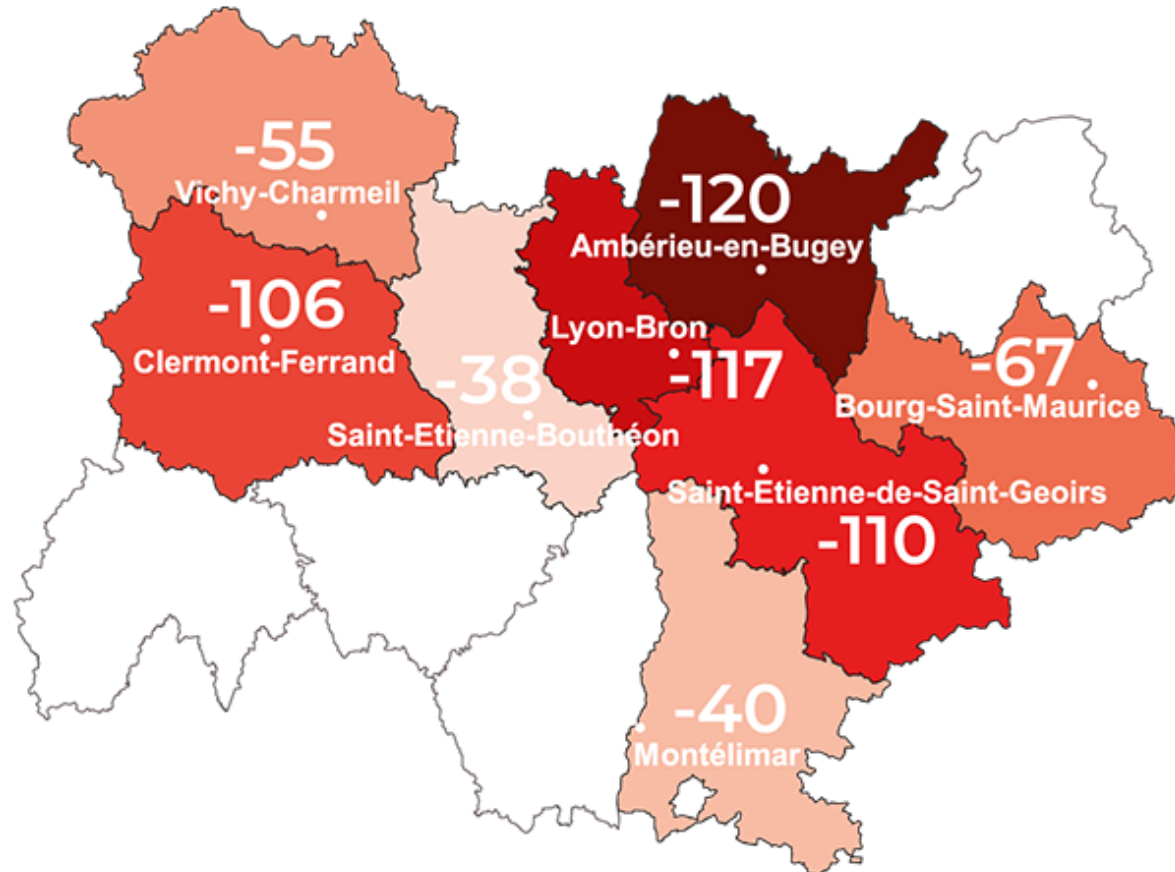 -55
Vichy-Charmeil
-120
Ambérieu-en-Bugey
-106
Clermont-Ferrand
Lyon-Bron
-117
-38
Saint-Etienne-Bouthéon
-67
Bourg-Saint-Maurice
Saint-Étienne-de-Saint-Geoirs
-110
-40
Montélimar